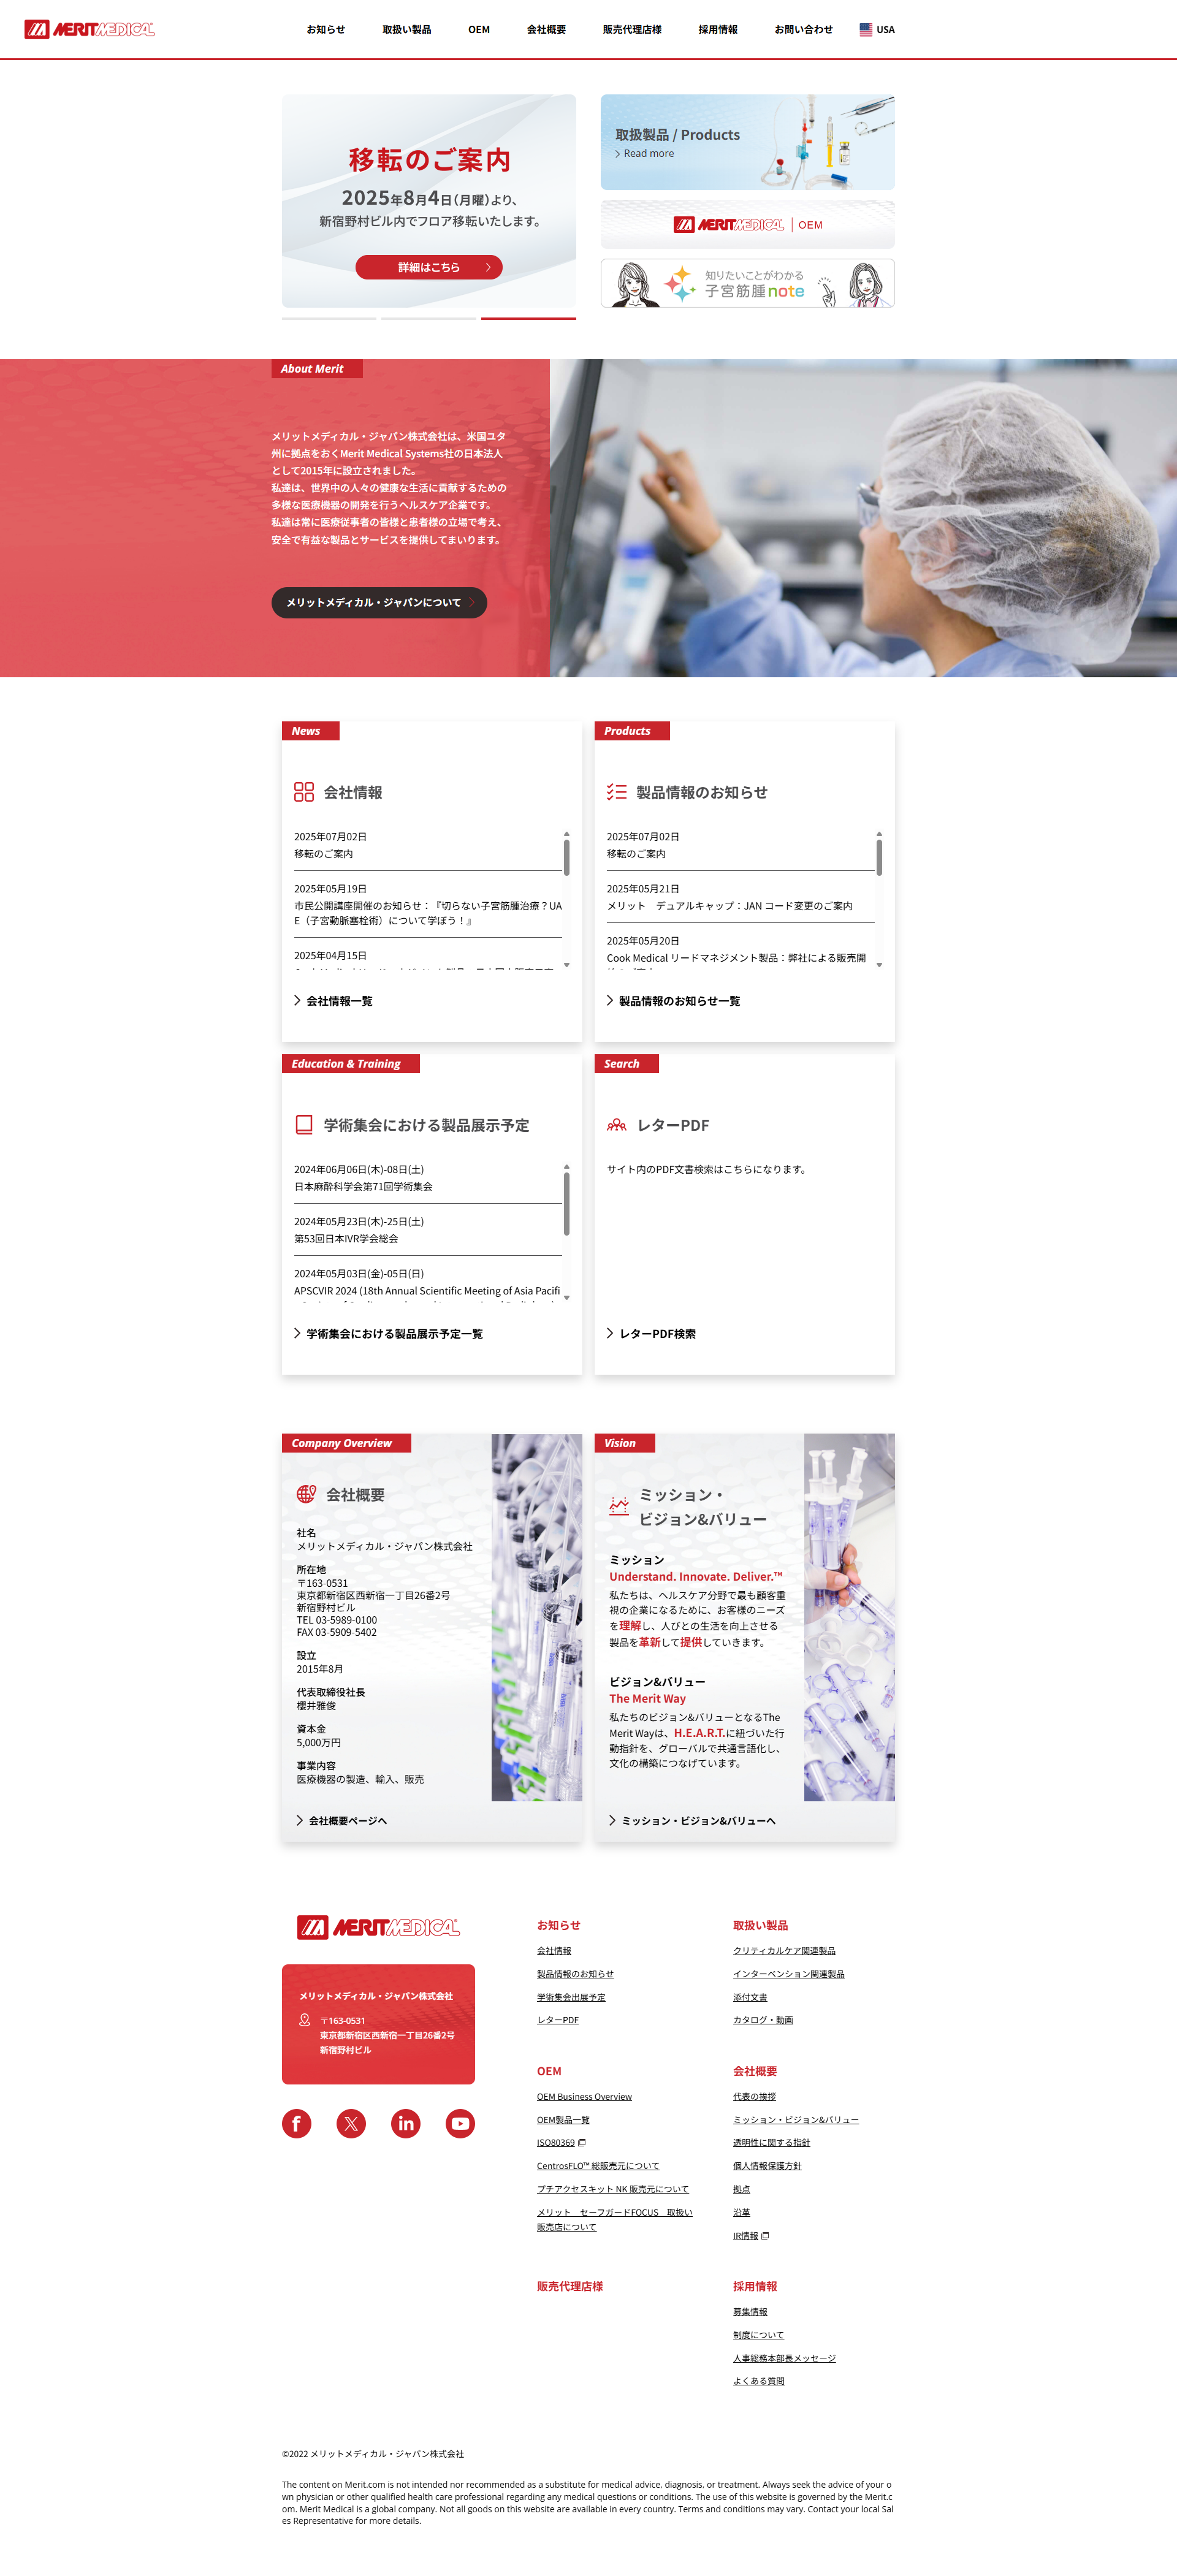 MERITMEDICAL
お知らせ
取扱い製品
OEM
会社概要
販売代理店様
採用情報
お問い合わせ
USA
移転のご案内
2025年8月4日(月曜)より、
新宿野村ビル内でフロア移転いたします。
詳細はこちら
取扱製品 / Products
Read more
MERITMEDICAL OEM
知りたいことがわかる
子宮筋腫note
About Merit
メリットメディカル・ジャパン株式会社は、米国ユタ
州に拠点をおくMerit Medical Systems社の日本法人
として2015年に設立されました。
私達は、世界中の人々の健康な生活に貢献するための
多様な医療機器の開発を行うヘルスケア企業です。
私達は常に医療従事者の皆様と患者様の立場で考え、
安全で有益な製品とサービスを提供してまいります。
メリットメディカル・ジャパンについて
News
会社情報
2025年07月02日
移転のご案内
2025年05月19日
市民公開講座開催のお知らせ：『切らない子宮筋腫治療？UA
E（子宮動脈塞栓術）について学ぼう！』
2025年04月15日
会社情報一覧
Products
製品情報のお知らせ
2025年07月02日
移転のご案内
2025年05月21日
メリット　デュアルキャップ：JAN コード変更のご案内
2025年05月20日
Cook Medical リードマネジメント製品：弊社による販売開
製品情報のお知らせ一覧
Education & Training
学術集会における製品展示予定
2024年06月06日(木)-08日(土)
日本麻酔科学会第71回学術集会
2024年05月23日(木)-25日(土)
第53回日本IVR学会総会
2024年05月03日(金)-05日(日)
APSCVIR 2024 (18th Annual Scientific Meeting of Asia Pacifi
学術集会における製品展示予定一覧
Search
レターPDF
サイト内のPDF文書検索はこちらになります。
レターPDF検索
Company Overview
会社概要
社名
メリットメディカル・ジャパン株式会社
所在地
〒163-0531
東京都新宿区西新宿一丁目26番2号
新宿野村ビル
TEL 03-5989-0100
FAX 03-5909-5402
設立
2015年8月
代表取締役社長
櫻井雅俊
資本金
5,000万円
事業内容
医療機器の製造、輸入、販売
会社概要ページへ
Vision
ミッション・
ビジョン&バリュー
ミッション
Understand. Innovate. Deliver.™
私たちは、ヘルスケア分野で最も顧客重
視の企業になるために、お客様のニーズ
を理解し、人びとの生活を向上させる
製品を革新して提供していきます。
ビジョン&バリュー
The Merit Way
私たちのビジョン&バリューとなるThe
Merit Wayは、H.E.A.R.T.に紐づいた行
動指針を、グローバルで共通言語化し、
文化の構築につなげています。
ミッション・ビジョン&バリューへ
MERITMEDICAL
メリットメディカル・ジャパン株式会社
〒163-0531
東京都新宿区西新宿一丁目26番2号
新宿野村ビル
お知らせ
会社情報
製品情報のお知らせ
学術集会出展予定
レターPDF
取扱い製品
クリティカルケア関連製品
インターベンション関連製品
添付文書
カタログ・動画
OEM
OEM Business Overview
OEM製品一覧
ISO80369
CentrosFLO™ 総販売元について
プチアクセスキット NK 販売元について
メリット　セーフガードFOCUS　取扱い
販売店について
会社概要
代表の挨拶
ミッション・ビジョン&バリュー
透明性に関する指針
個人情報保護方針
拠点
沿革
IR情報
販売代理店様
採用情報
募集情報
制度について
人事総務本部長メッセージ
よくある質問
©2022 メリットメディカル・ジャパン株式会社
The content on Merit.com is not intended nor recommended as a substitute for medical advice, diagnosis, or treatment. Always seek the advice of your o
wn physician or other qualified health care professional regarding any medical questions or conditions. The use of this website is governed by the Merit.c
om. Merit Medical is a global company. Not all goods on this website are available in every country. Terms and conditions may vary. Contact your local Sal
es Representative for more details.